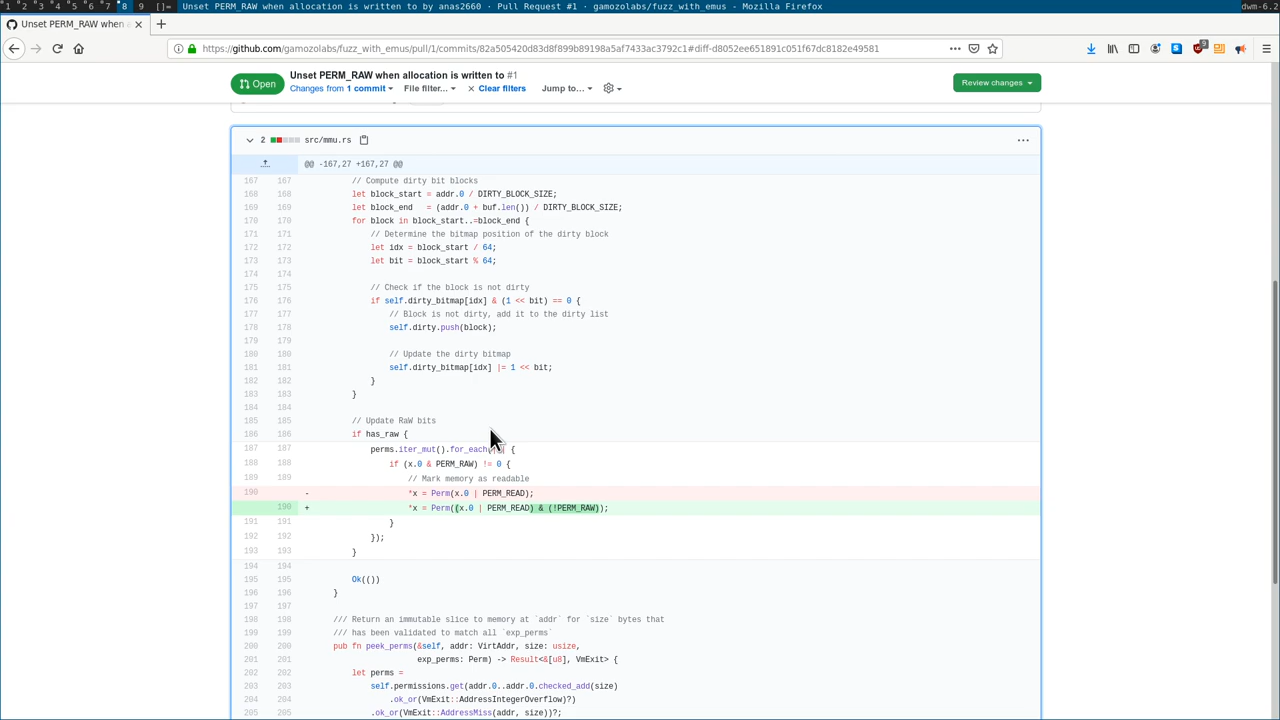 1 2 3 4 5 6 7 8 9 []= Unset PERM_RAW when allocation is written to by anas2660 · Pull Request #1 · gamozolabs/fuzz_with_emus - Mozilla Firefox dwm-6.2
Unset PERM_RAW when a
https://github.com/gamozolabs/fuzz_with_emus/pull/1/commits/82a505420d83d8f899b89198a5af7433ac3792c1#diff-d8052ee651891c051f67dc8182e49581
Open
Unset PERM_RAW when allocation is written to #1
Changes from 1 commit File filter... × Clear filters Jump to...
Review changes
2 src/mmu.rs
@@ -167,27 +167,27 @@
167 167 // Compute dirty bit blocks
168 168 let block_start = addr.0 / DIRTY_BLOCK_SIZE;
169 169 let block_end   = (addr.0 + buf.len()) / DIRTY_BLOCK_SIZE;
170 170 for block in block_start..=block_end {
171 171 // Determine the bitmap position of the dirty block
172 172 let idx = block_start / 64;
173 173 let bit = block_start % 64;
174 174
175 175 // Check if the block is not dirty
176 176 if self.dirty_bitmap[idx] & (1 << bit) == 0 {
177 177 // Block is not dirty, add it to the dirty list
178 178 self.dirty.push(block);
179 179
180 180 // Update the dirty bitmap
181 181 self.dirty_bitmap[idx] |= 1 << bit;
182 182 }
183 183 }
184 184
185 185 // Update RaW bits
186 186 if has_raw {
187 187 perms.iter_mut().for_each( {
188 188 if (x.0 & PERM_RAW) != 0 {
189 189 // Mark memory as readable
190 - *x = Perm(x.0 | PERM_READ);
190 + *x = Perm((x.0 | PERM_READ) & (!PERM_RAW));
191 191 }
192 192 });
193 193 }
194 194
195 195 Ok(())
196 196 }
197 197
198 198 /// Return an immutable slice to memory at `addr` for `size` bytes that
199 199 /// has been validated to match all `exp_perms`
200 200 pub fn peek_perms(&self, addr: VirtAddr, size: usize,
201 201 exp_perms: Perm) -> Result<&[u8], VmExit> {
202 202 let perms =
203 203 self.permissions.get(addr.0..addr.0.checked_add(size)
204 204 .ok_or(VmExit::AddressIntegerOverflow)?)
205 205 .ok_or(VmExit::AddressMiss(addr, size))?;